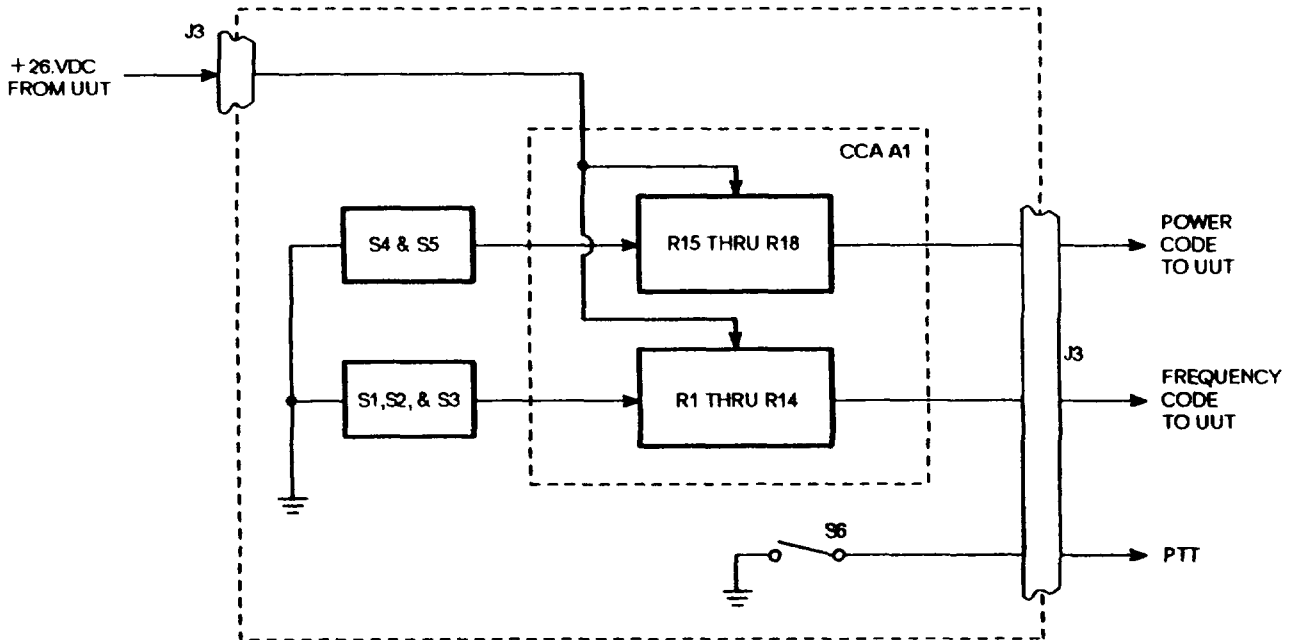 J3
+26.VDC
FROM UUT
CCA A1
S4 & S5
R15 THRU R18
POWER
CODE
TO UUT
J3
S1,S2, & S3
R1 THRU R14
FREQUENCY
CODE
TO UUT
S6
PTT